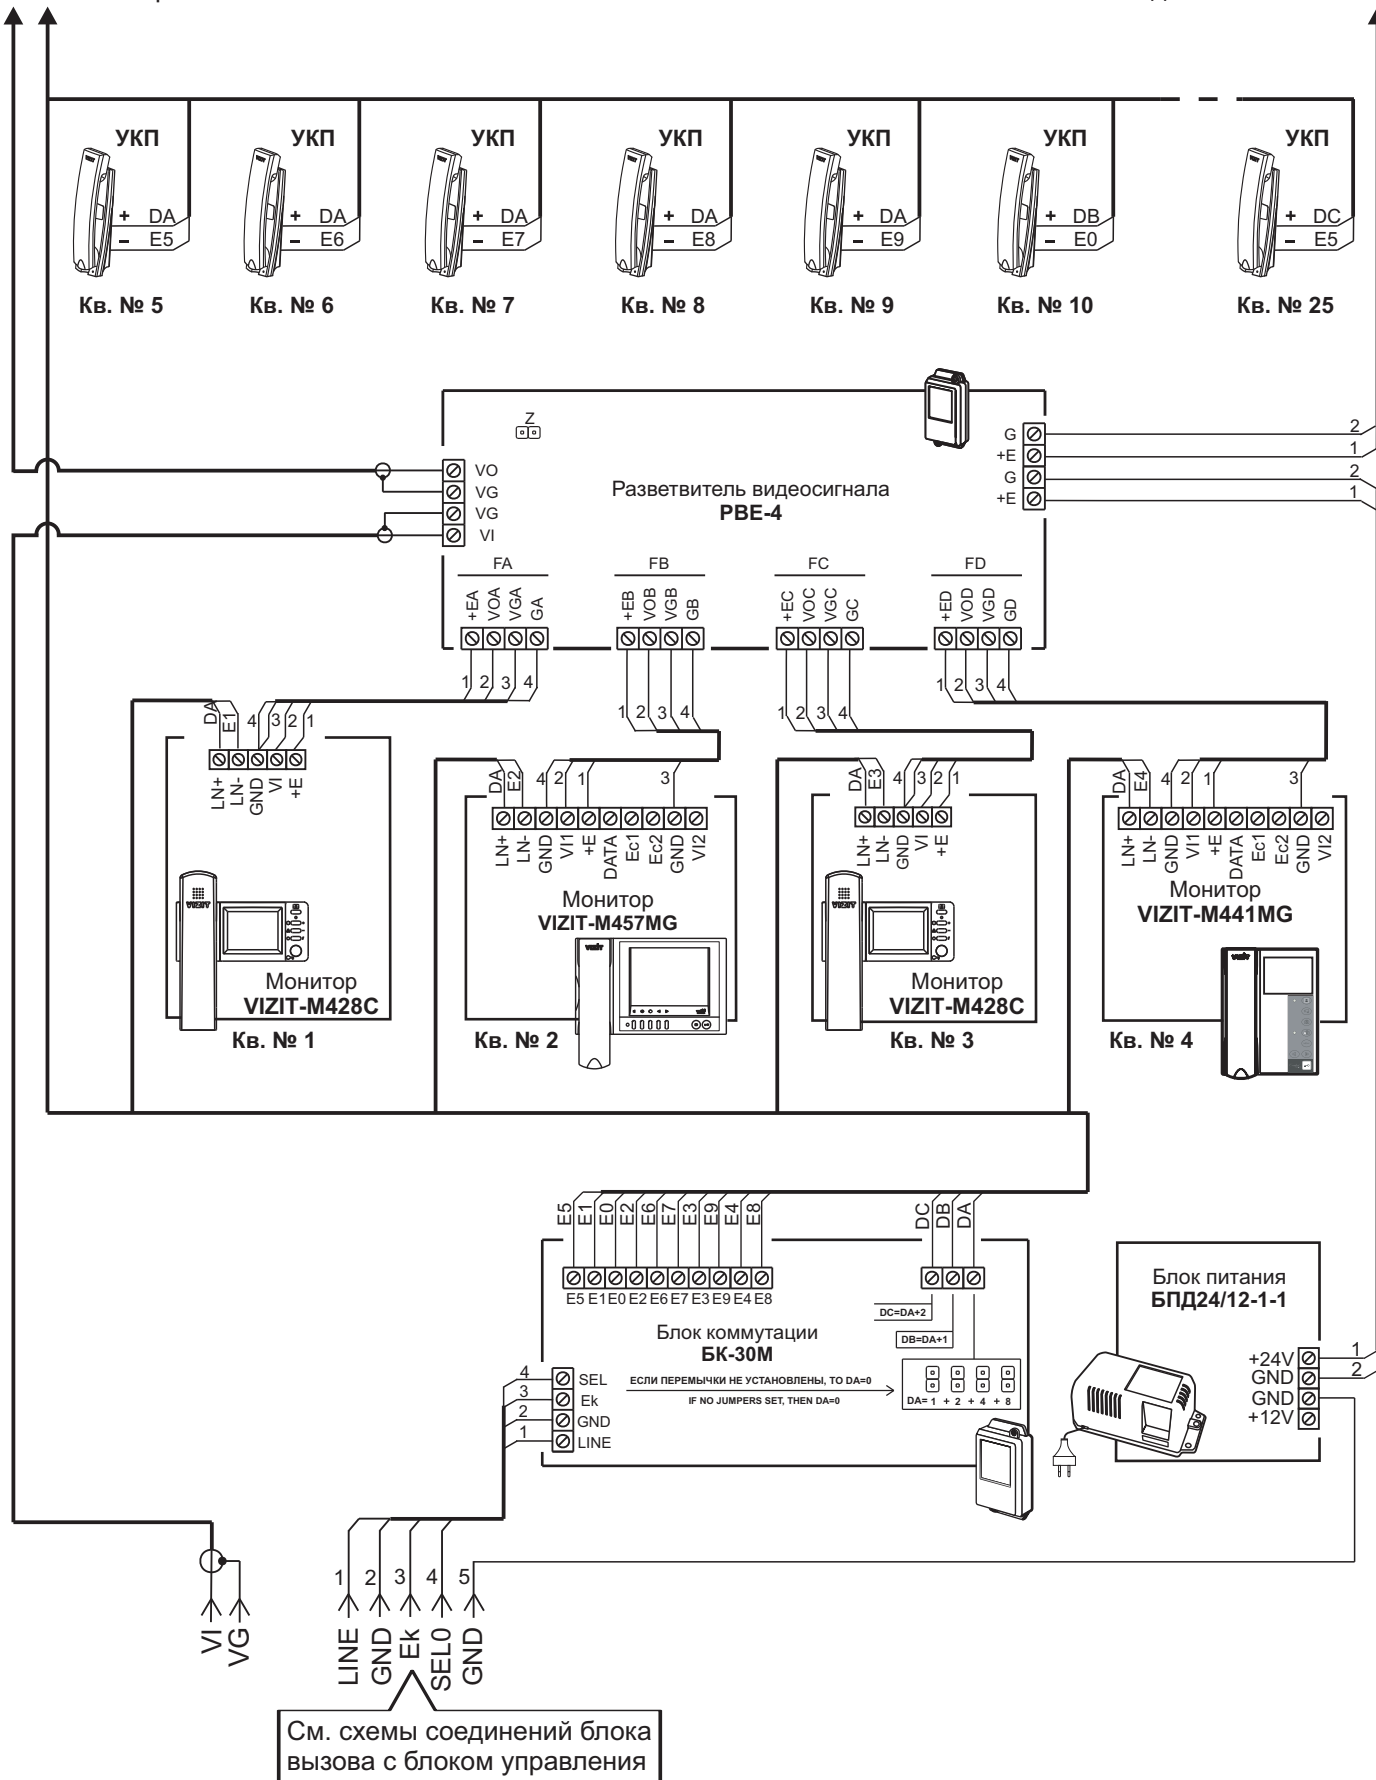 УКП УКП УКП УКП УКП УКП УКП
+ DA + DA + DA + DA + DA + DB + DC
– E5 – E6 – E7 – E8 – E9 – E0 – E5
Кв. № 5 Кв. № 6 Кв. № 7 Кв. № 8 Кв. № 9 Кв. № 10 Кв. № 25
Z
G 2
+E 1
G 2
+E 1
VO
VG
VG
VI
Разветвитель видеосигнала
РВЕ-4
FA FB FC FD
+EA VOA VGA GA +EB VOB VGB GB +EC VOC VGC GC +ED VOD VGD GD
1 2 3 4 1 2 3 4 1 2 3 4 1 2 3 4
DA E1 4 3 2 1
LN+ LN- GND VI +E
DA E2 4 2 1 3
LN+ LN- GND VI1 +E DATA Ec1 Ec2 GND VI2
DA E3 4 3 2 1
LN+ LN- GND VI +E
DA E4 4 2 1 3
LN+ LN- GND VI1 +E DATA Ec1 Ec2 GND VI2
Монитор
VIZIT-M428C
Кв. № 1
Монитор
VIZIT-M457MG
Кв. № 2
Монитор
VIZIT-M428C
Кв. № 3
Монитор
VIZIT-M441MG
Кв. № 4
E5 E1 E0 E2 E6 E7 E3 E9 E4 E8 DC DB DA
E5 E1 E0 E2 E6 E7 E3 E9 E4 E8
DC=DA+2
DB=DA+1
Блок коммутации
БК-30М
ЕСЛИ ПЕРЕМЫЧКИ НЕ УСТАНОВЛЕНЫ, ТО DA=0
IF NO JUMPERS SET, THEN DA=0
DA= 1 + 2 + 4 + 8
4 SEL
3 Ek
2 GND
1 LINE
Блок питания
БПД24/12-1-1
+24V 1
GND 2
GND
+12V
VI VG
1 2 3 4 5
LINE GND Ek SEL0 GND
См. схемы соединений блока
вызова с блоком управления